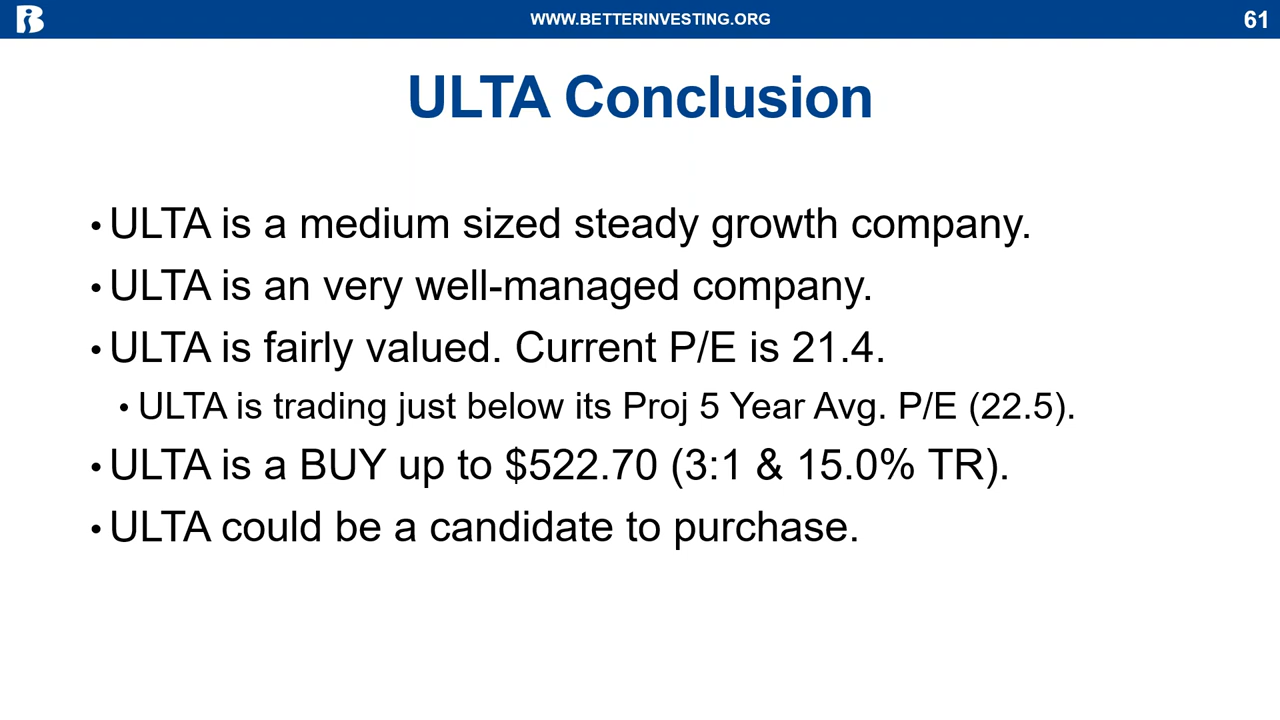 WWW.BETTERINVESTING.ORG
61
ULTA Conclusion
• ULTA is a medium sized steady growth company.
• ULTA is an very well-managed company.
• ULTA is fairly valued. Current P/E is 21.4.
• ULTA is trading just below its Proj 5 Year Avg. P/E (22.5).
• ULTA is a BUY up to $522.70 (3:1 & 15.0% TR).
• ULTA could be a candidate to purchase.